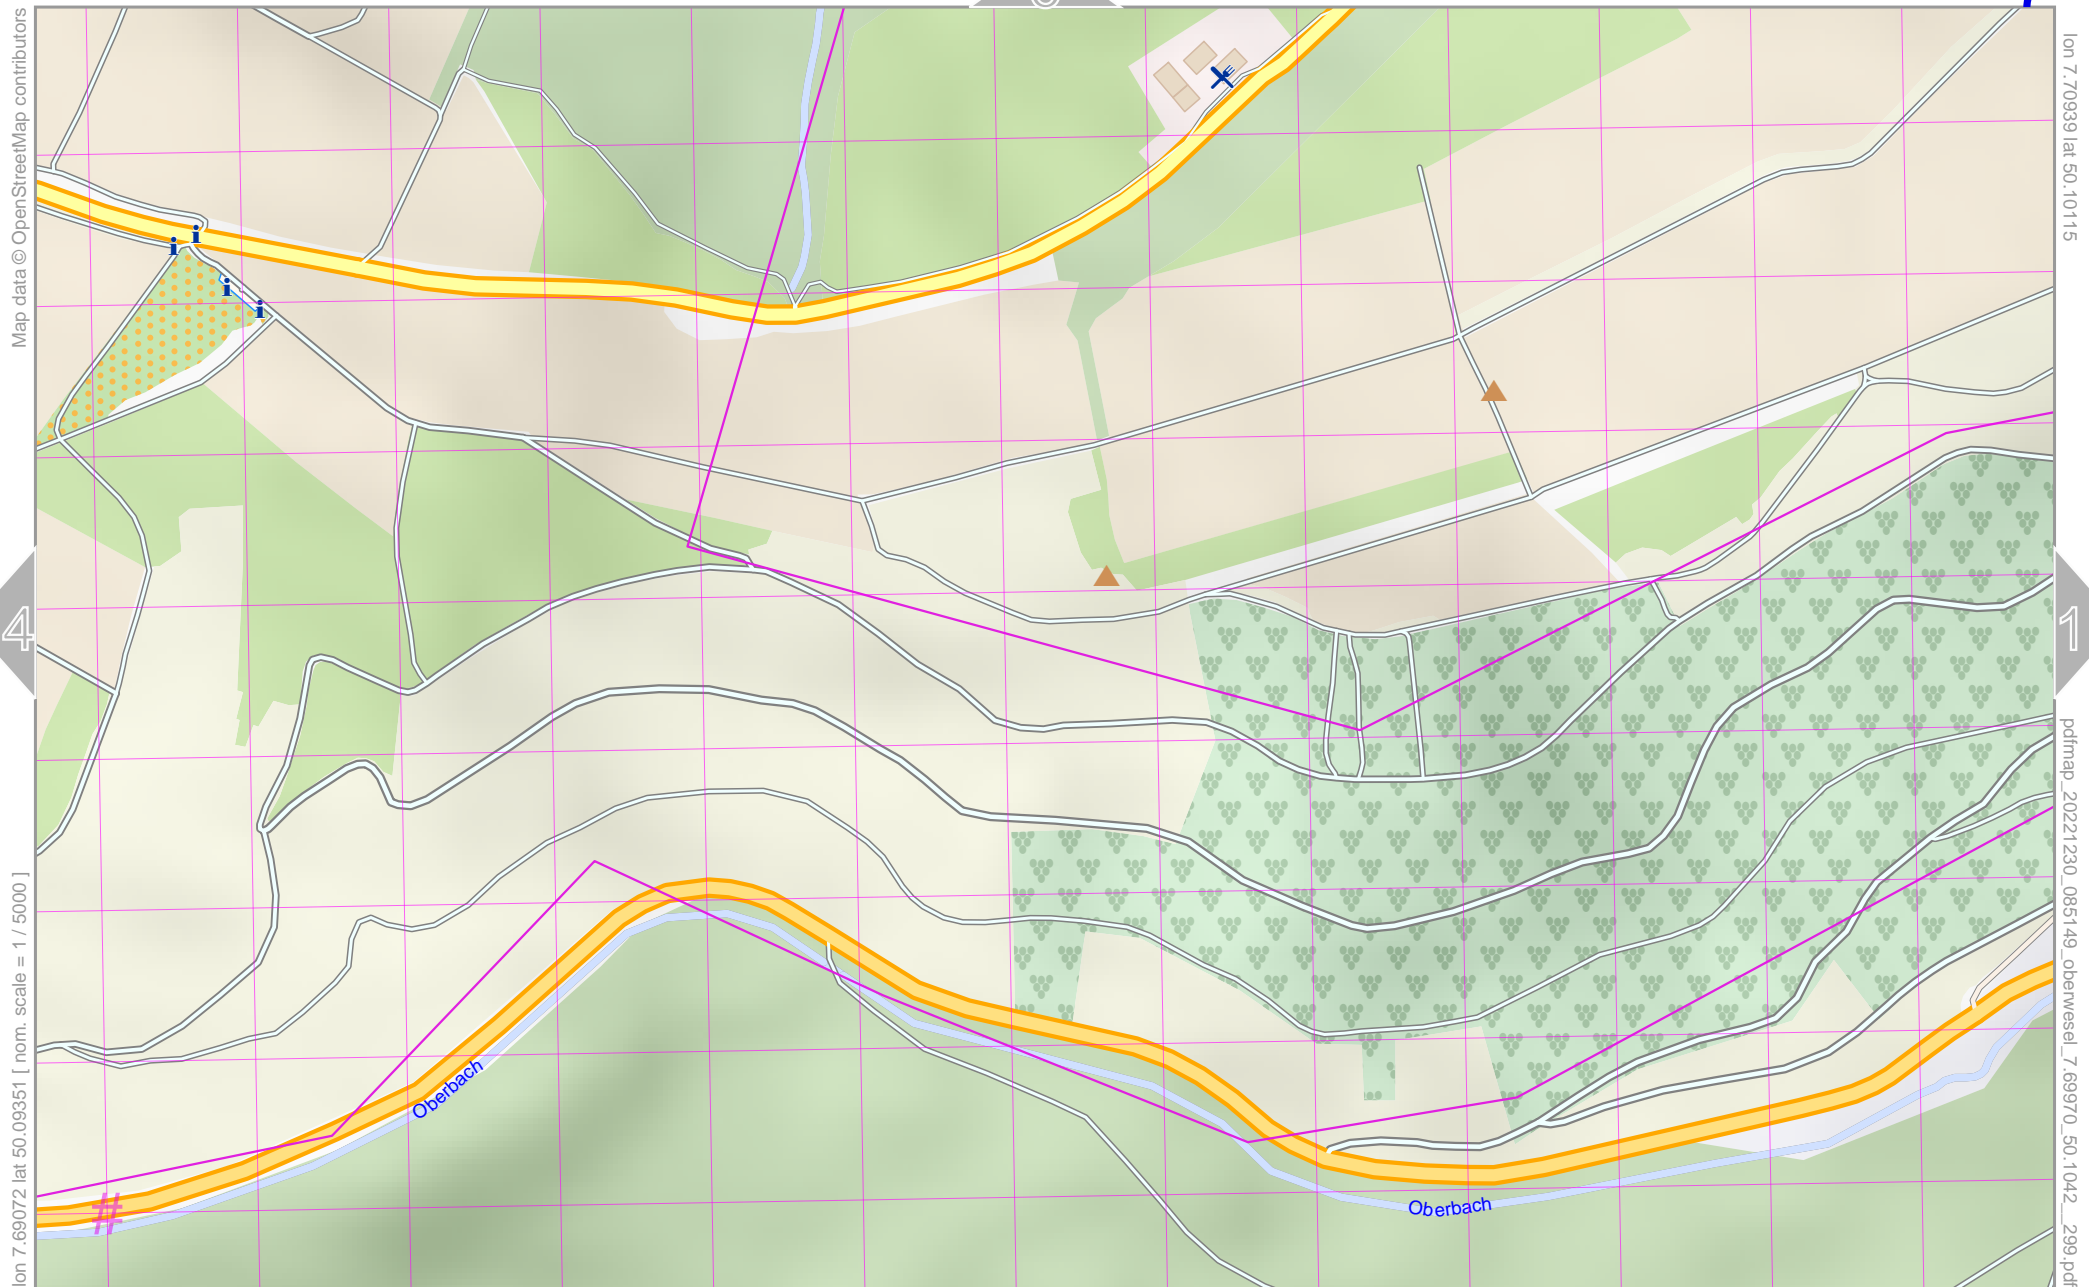 Map data © OpenStreetMap contributors
lon 7.69072 lat 50.09351 [ nom. scale = 1 / 5000 ]
lon 7.70939 lat 50.10115
pdfmap_20221230_085149_oberwesel_7.69970_50.1042__299.pdf
i
i
i
i
4
1
Oberbach
Oberbach
#